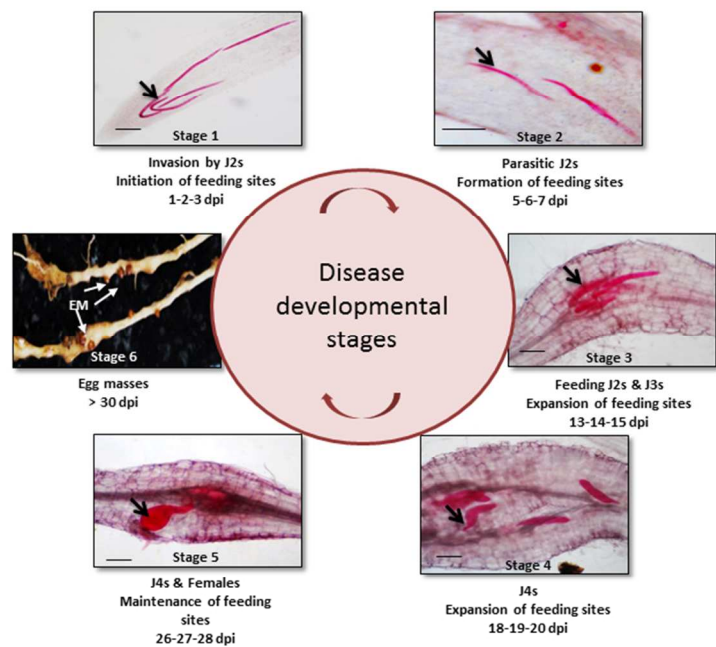 Stage 1
Invasion by J2s
Initiation of feeding sites
1-2-3 dpi
Stage 2
Parasitic J2s
Formation of feeding sites
5-6-7 dpi
Disease
developmental
stages
Stage 3
Feeding J2s & J3s
Expansion of feeding sites
13-14-15 dpi
Stage 4
J4s
Expansion of feeding sites
18-19-20 dpi
Stage 5
J4s & Females
Maintenance of feeding
sites
26-27-28 dpi
EM
Stage 6
Egg masses
> 30 dpi